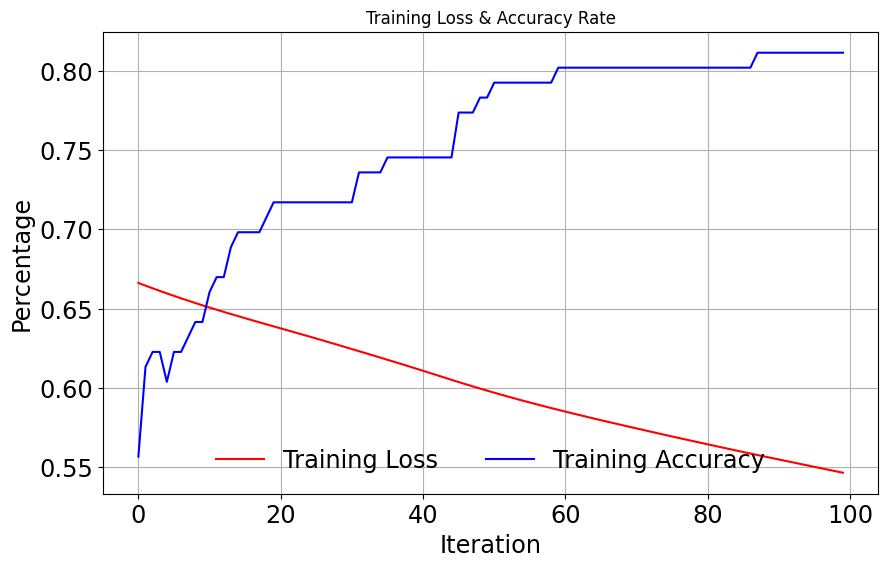 Training Loss & Accuracy Rate
0.80
0.75
0.70
0.65
0.60
0.55
Percentage
Training Loss
Training Accuracy
0 20 40 60 80 100
Iteration